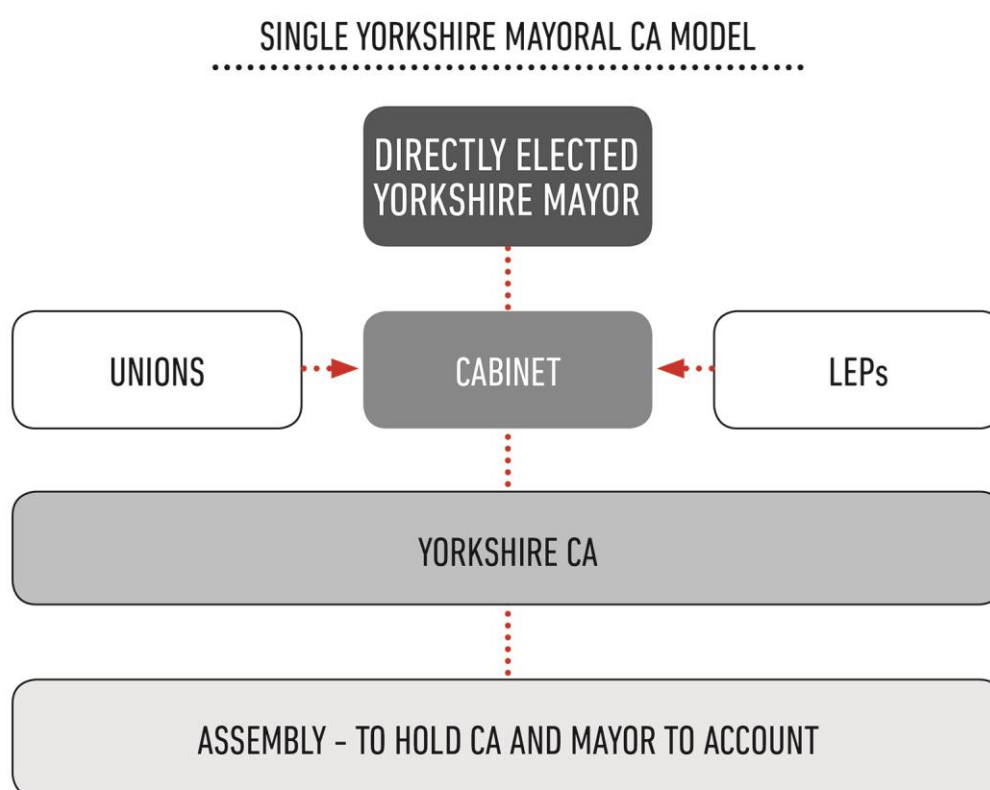 SINGLE YORKSHIRE MAYORAL CA MODEL
DIRECTLY ELECTED
YORKSHIRE MAYOR
UNIONS
CABINET
LEPs
YORKSHIRE CA
ASSEMBLY - TO HOLD CA AND MAYOR TO ACCOUNT